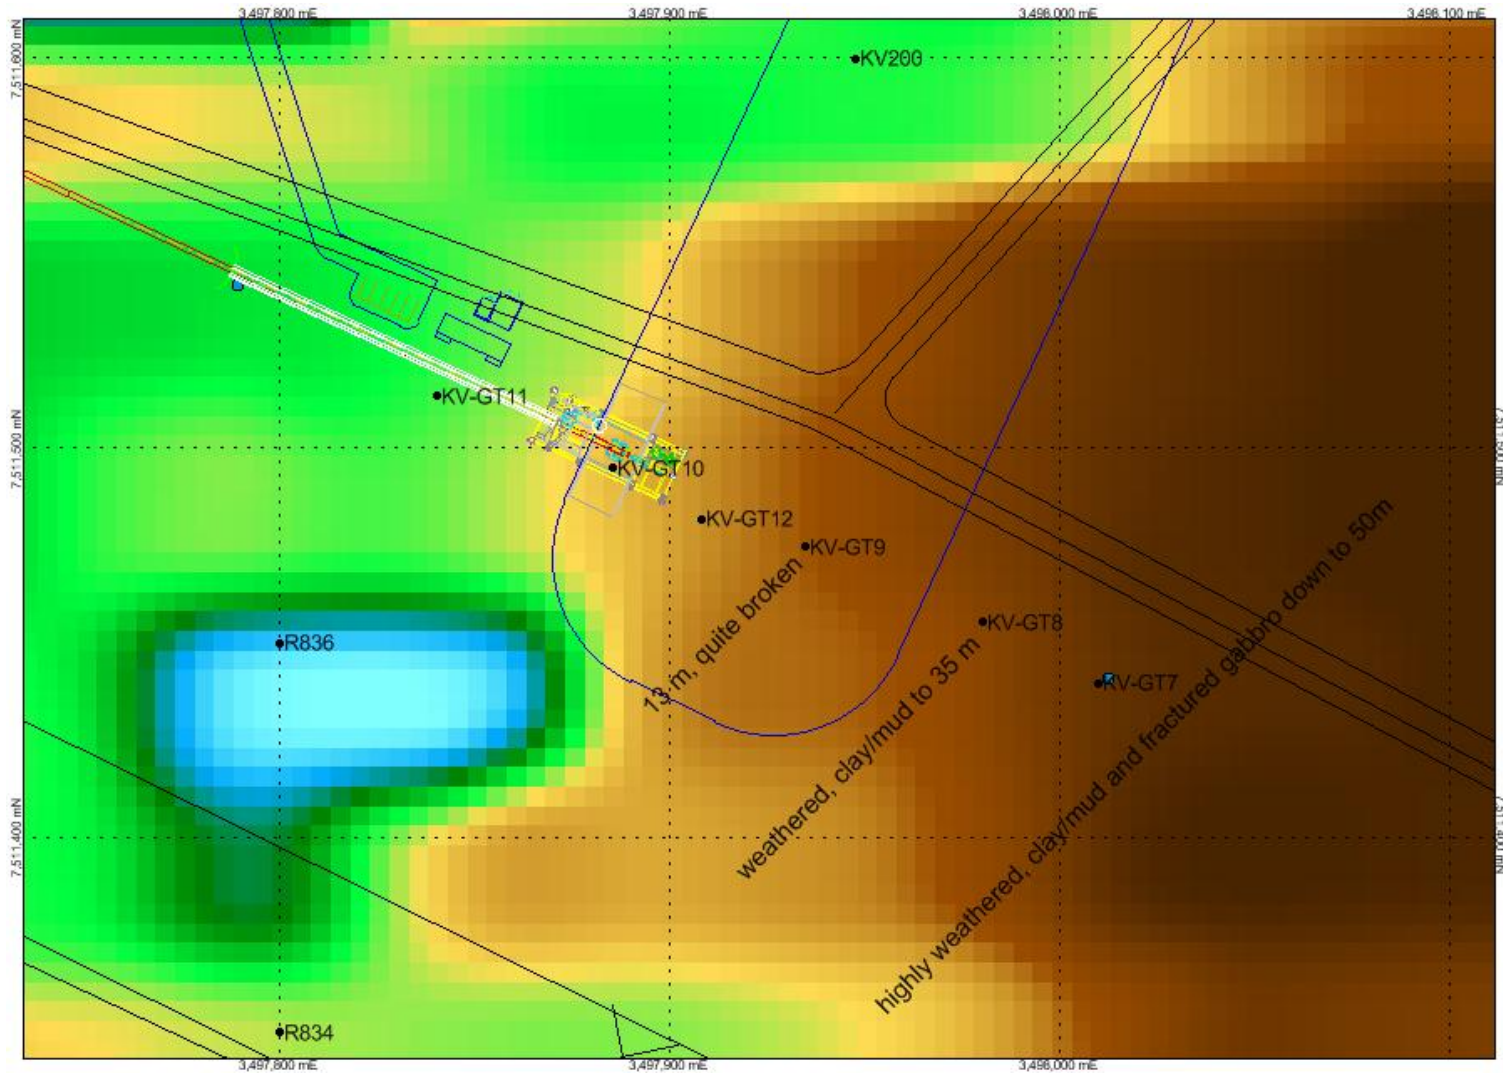 3,497,800 mE
3,497,900 mE
3,498,000 mE
3,498,100 mE
7,511,600 mN
KV200
KV-GT11
7,511,500 mN
KV-GT10
KV-GT12
KV-GT9
KV-GT8
R836
KV-GT7
13 m, quite broken
weathered, clay/mud to 35 m
highly weathered, clay/mud and fractured gabbro down to 50m
7,511,400 mN
R834
3,497,800 mE
3,497,900 mE
3,498,000 mE